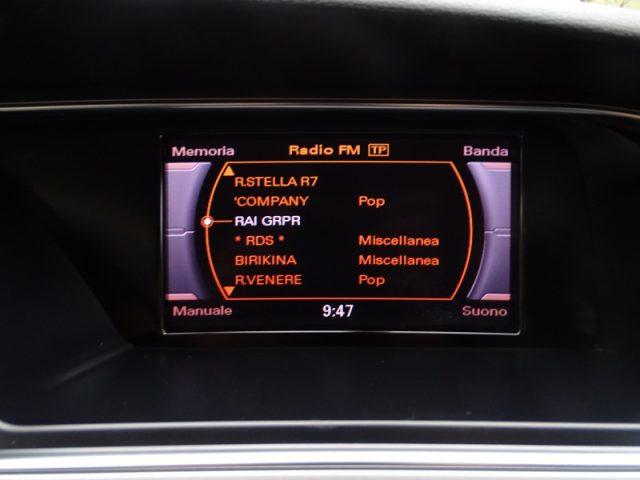 Memoria Radio FM TP Banda
R.STELLA R7
'COMPANY Pop
RAI GRPR
* RDS * Miscellanea
BIRIKINA Miscellanea
R.VENERE Pop
Manuale 9:47 Suono